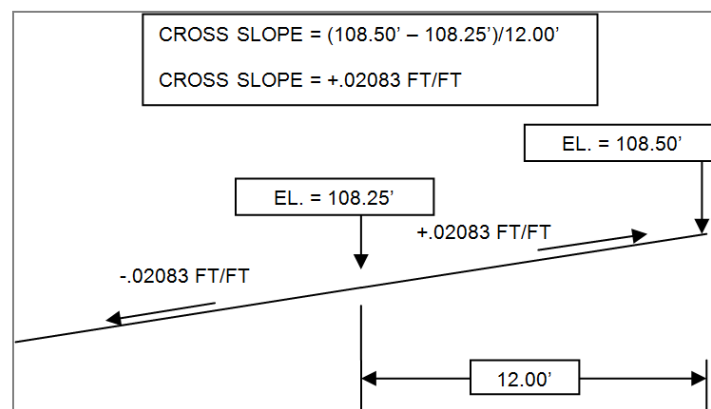 CROSS SLOPE = (108.50’ – 108.25’)/12.00’
CROSS SLOPE = +.02083 FT/FT
EL. = 108.50’
EL. = 108.25’
+.02083 FT/FT
-.02083 FT/FT
12.00’